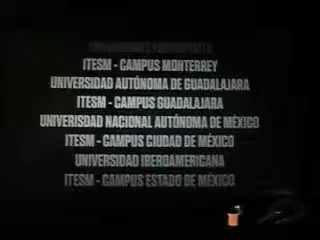 ITESM - CAMPUS MONTERREY
UNIVERSIDAD AUTÓNOMA DE GUADALAJARA
ITESM - CAMPUS GUADALAJARA
UNIVERISDAD NACIONAL AUTÓNOMA DE MÉXICO
ITESM - CAMPUS CIUDAD DE MÉXICO
UNIVERSIDAD IBEROAMERICANA
ITESM - CAMPUS ESTADO DE MÉXICO